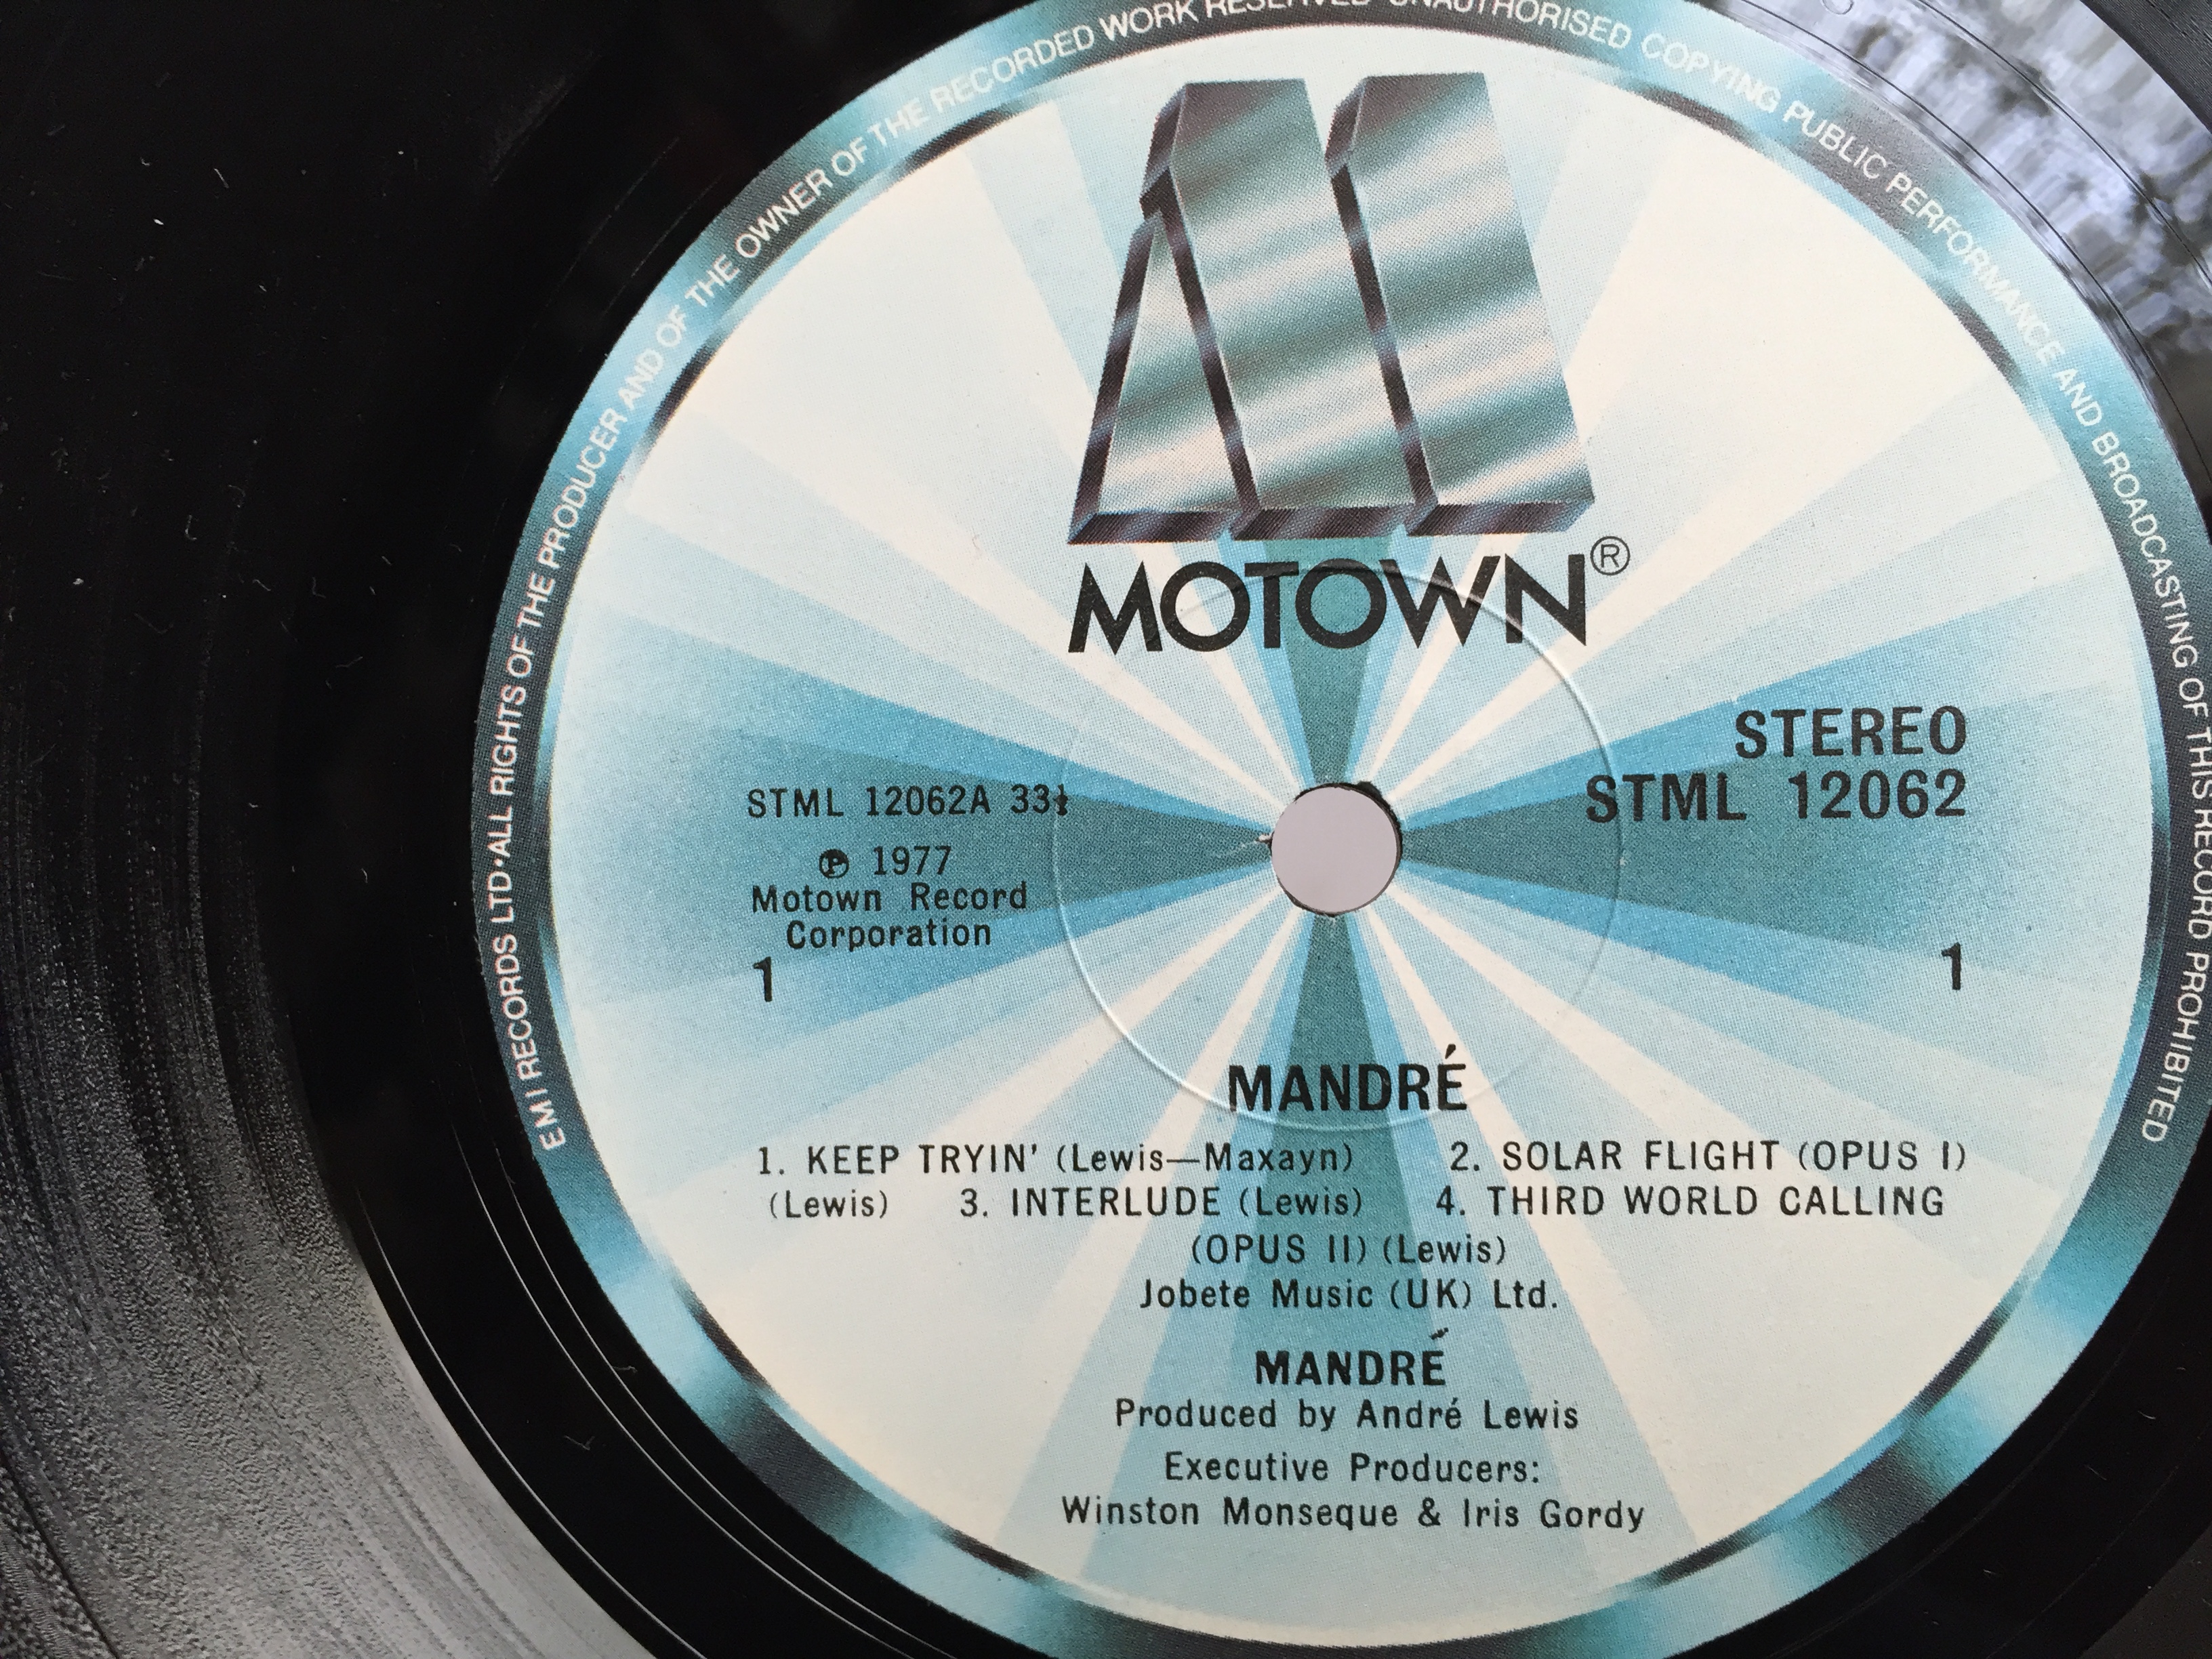 EMI RECORDS LTD•ALL RIGHTS OF THE PRODUCER AND OF THE OWNER OF THE RECORDED WORK RESERVED UNAUTHORISED COPYING PUBLIC PERFORMANCE AND BROADCASTING OF THIS RECORD PROHIBITED
MOTOWN®
STEREO
STML 12062
STML 12062A 33⅓
℗ 1977
Motown Record
Corporation
1
1
MANDRÉ
1. KEEP TRYIN' (Lewis—Maxayn) 2. SOLAR FLIGHT (OPUS I)
(Lewis) 3. INTERLUDE (Lewis) 4. THIRD WORLD CALLING
(OPUS II) (Lewis)
Jobete Music (UK) Ltd.
MANDRÉ
Produced by André Lewis
Executive Producers:
Winston Monseque & Iris Gordy